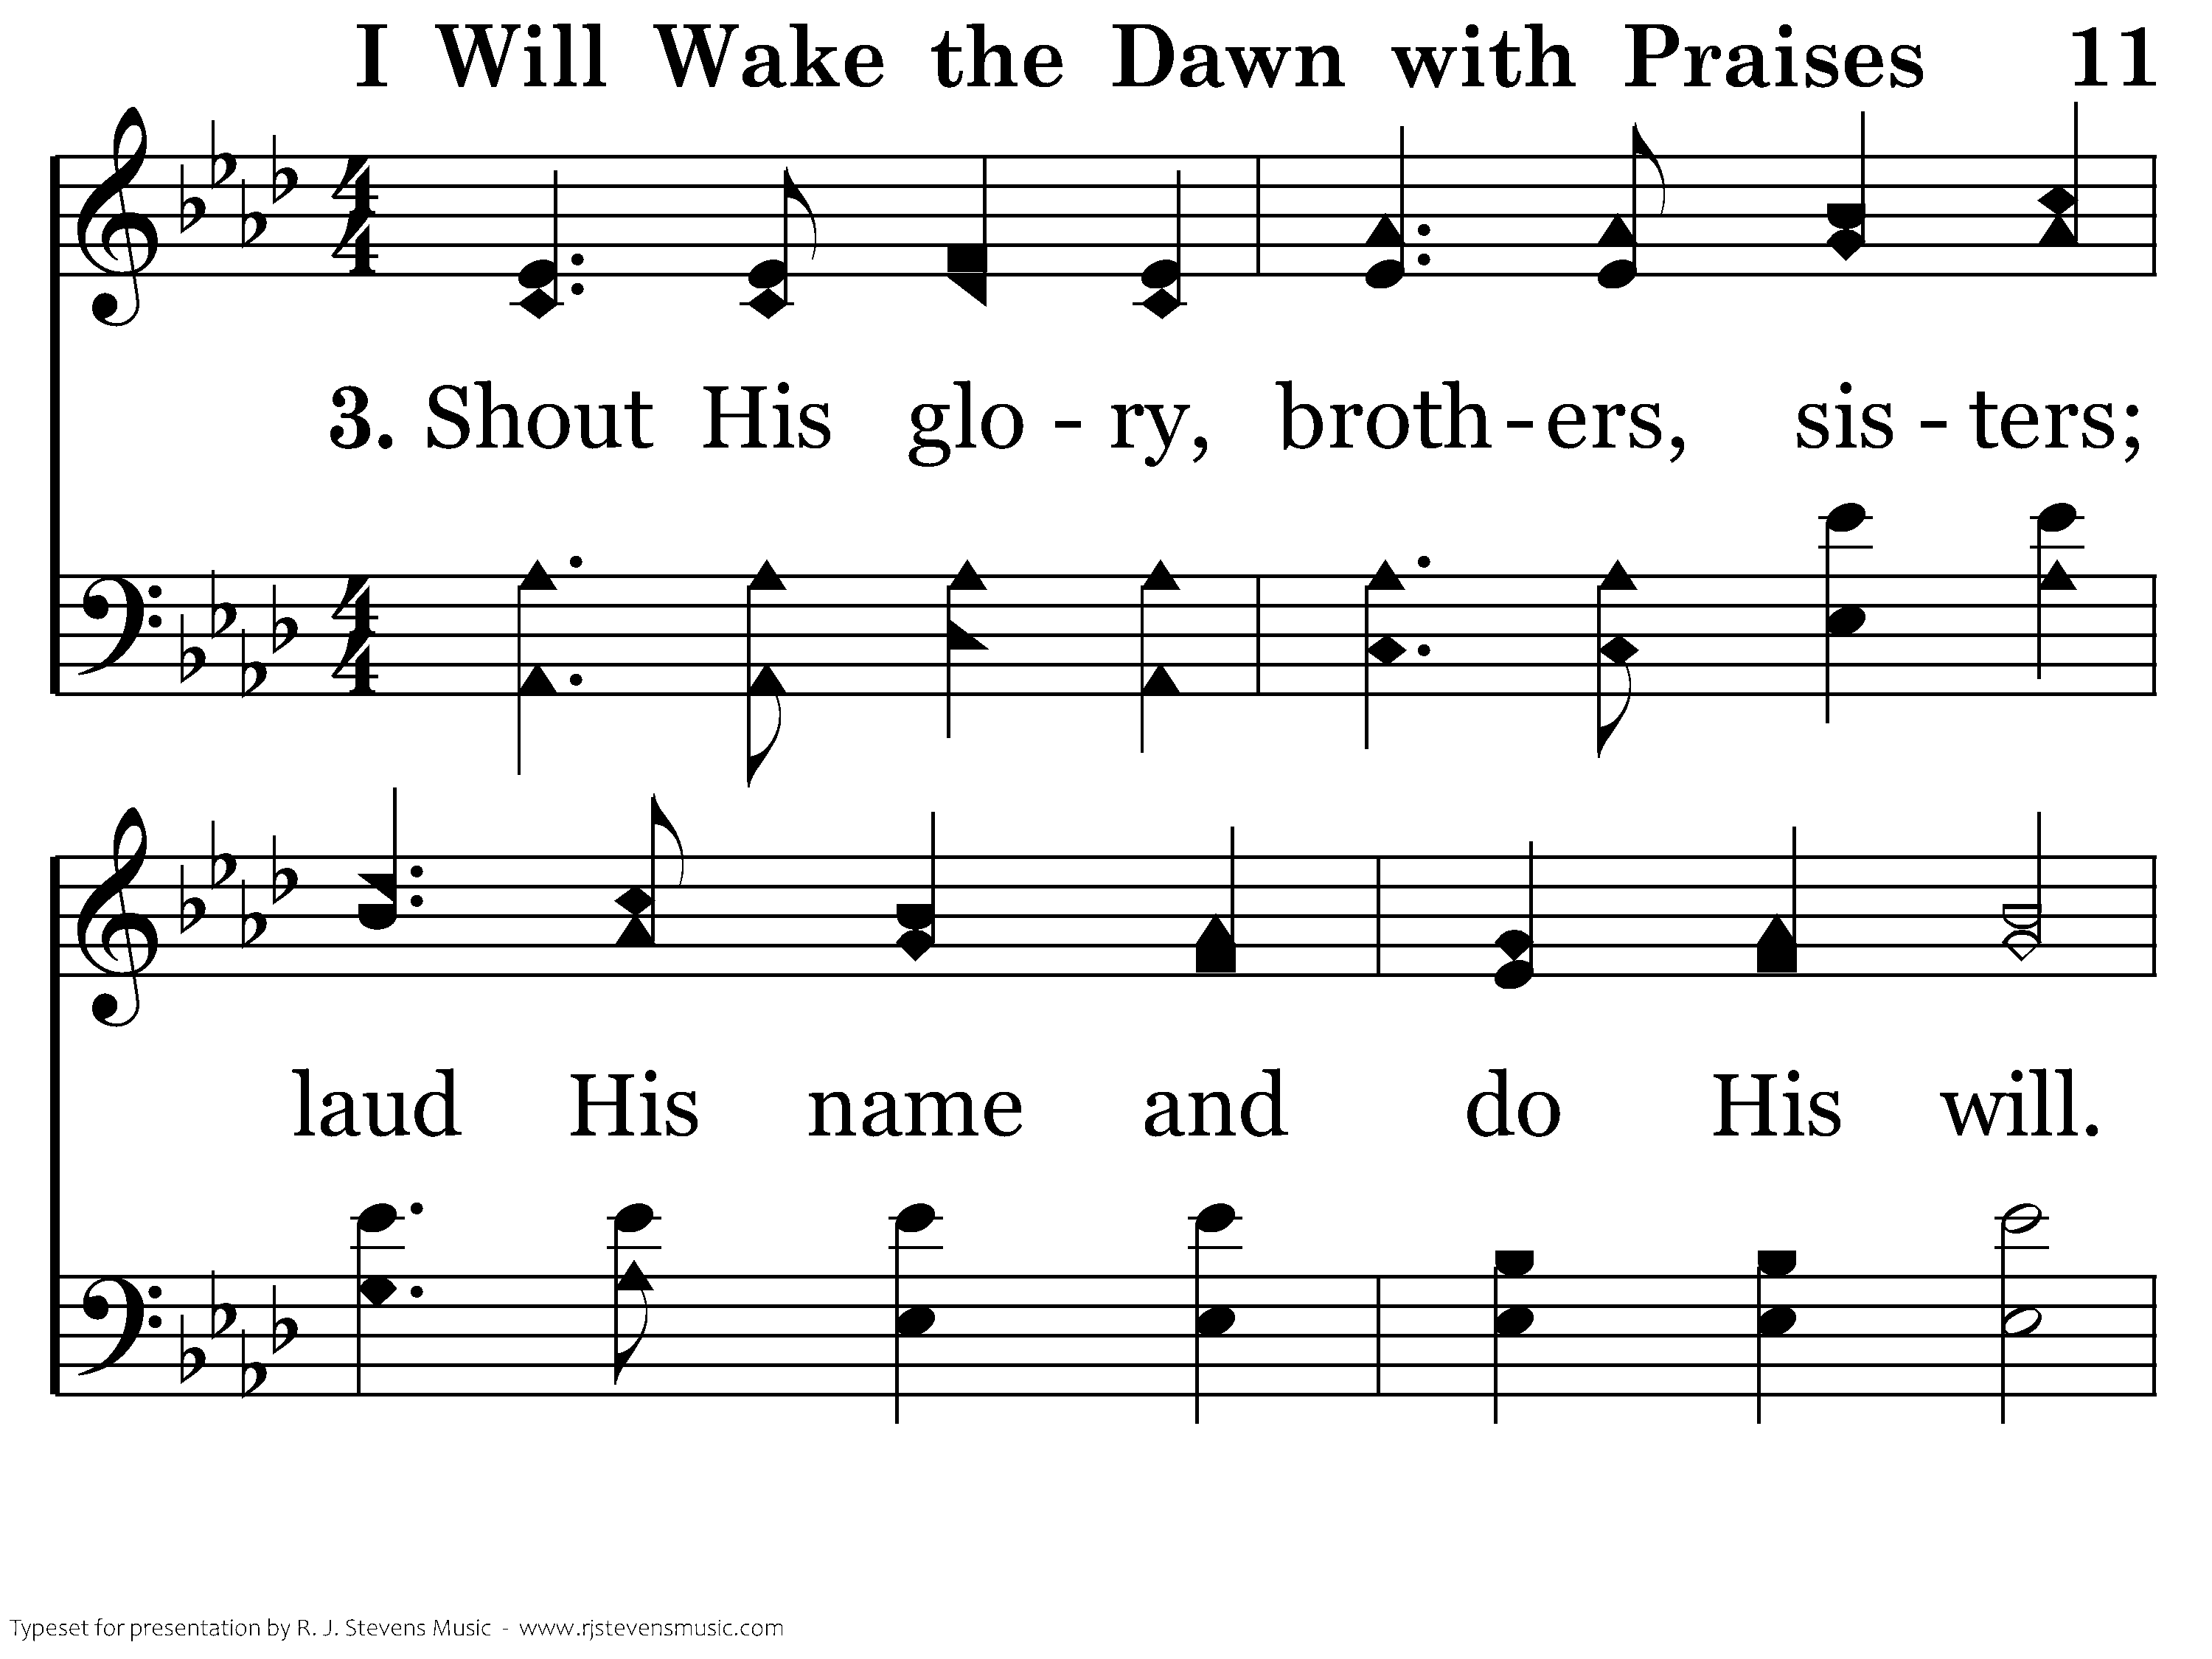 I Will Wake the Dawn with Praises 11
3. Shout His glo - ry, broth - ers, sis - ters;
laud His name and do His will.
Typeset for presentation by R. J. Stevens Music - www.rjstevensmusic.com